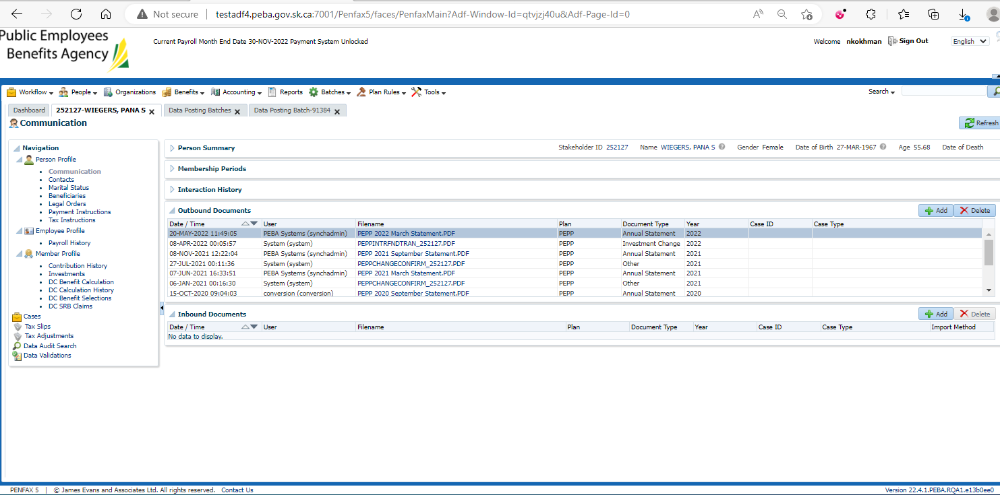 Not secure | testadf4.peba.gov.sk.ca:7001/Penfax5/faces/PenfaxMain?Adf-Window-Id=qtvjzj40u&Adf-Page-Id=0
Public Employees
Benefits Agency
Current Payroll Month End Date 30-NOV-2022 Payment System Unlocked
Welcome nkokhman Sign Out English
Workflow People Organizations Benefits Accounting Reports Batches Plan Rules Tools Search
Dashboard 252127-WIEGERS, PANA S Data Posting Batches Data Posting Batch-91384
Communication
Refresh
Navigation
Person Profile
Communication
Contacts
Marital Status
Beneficiaries
Legal Orders
Payment Instructions
Tax Instructions
Employee Profile
Payroll History
Member Profile
Contribution History
Investments
DC Benefit Calculation
DC Calculation History
DC Benefit Selections
DC SRB Claims
Cases
Tax Slips
Tax Adjustments
Data Audit Search
Data Validations
Person Summary Stakeholder ID 252127 Name WIEGERS, PANA S Gender Female Date of Birth 27-MAR-1967 Age 55.68 Date of Death
Membership Periods
Interaction History
Outbound Documents Add Delete
Date / Time User Filename Plan Document Type Year Case ID Case Type
20-MAY-2022 11:49:05 PEBA Systems (synchadmin) PEPP 2022 March Statement.PDF PEPP Annual Statement 2022
08-APR-2022 00:05:57 System (system) PEPPINTRFNDTRAN_252127.PDF PEPP Investment Change 2022
08-NOV-2021 12:22:04 PEBA Systems (synchadmin) PEPP 2021 September Statement.PDF PEPP Annual Statement 2021
27-JUL-2021 00:11:36 System (system) PEPPCHANGECONFIRM_252127.PDF PEPP Other 2021
07-JUN-2021 16:33:51 PEBA Systems (synchadmin) PEPP 2021 March Statement.PDF PEPP Annual Statement 2021
06-JAN-2021 00:16:30 System (system) PEPPCHANGECONFIRM_252127.PDF PEPP Other 2021
15-OCT-2020 09:04:03 conversion (conversion) PEPP 2020 September Statement.PDF PEPP Annual Statement 2020
Inbound Documents Add Delete
Date / Time User Filename Plan Document Type Year Case ID Case Type Import Method
No data to display.
PENFAX 5 | © James Evans and Associates Ltd. All rights reserved. Contact Us Version 22.4.1.PEBA.RQA1.e13b0ee0